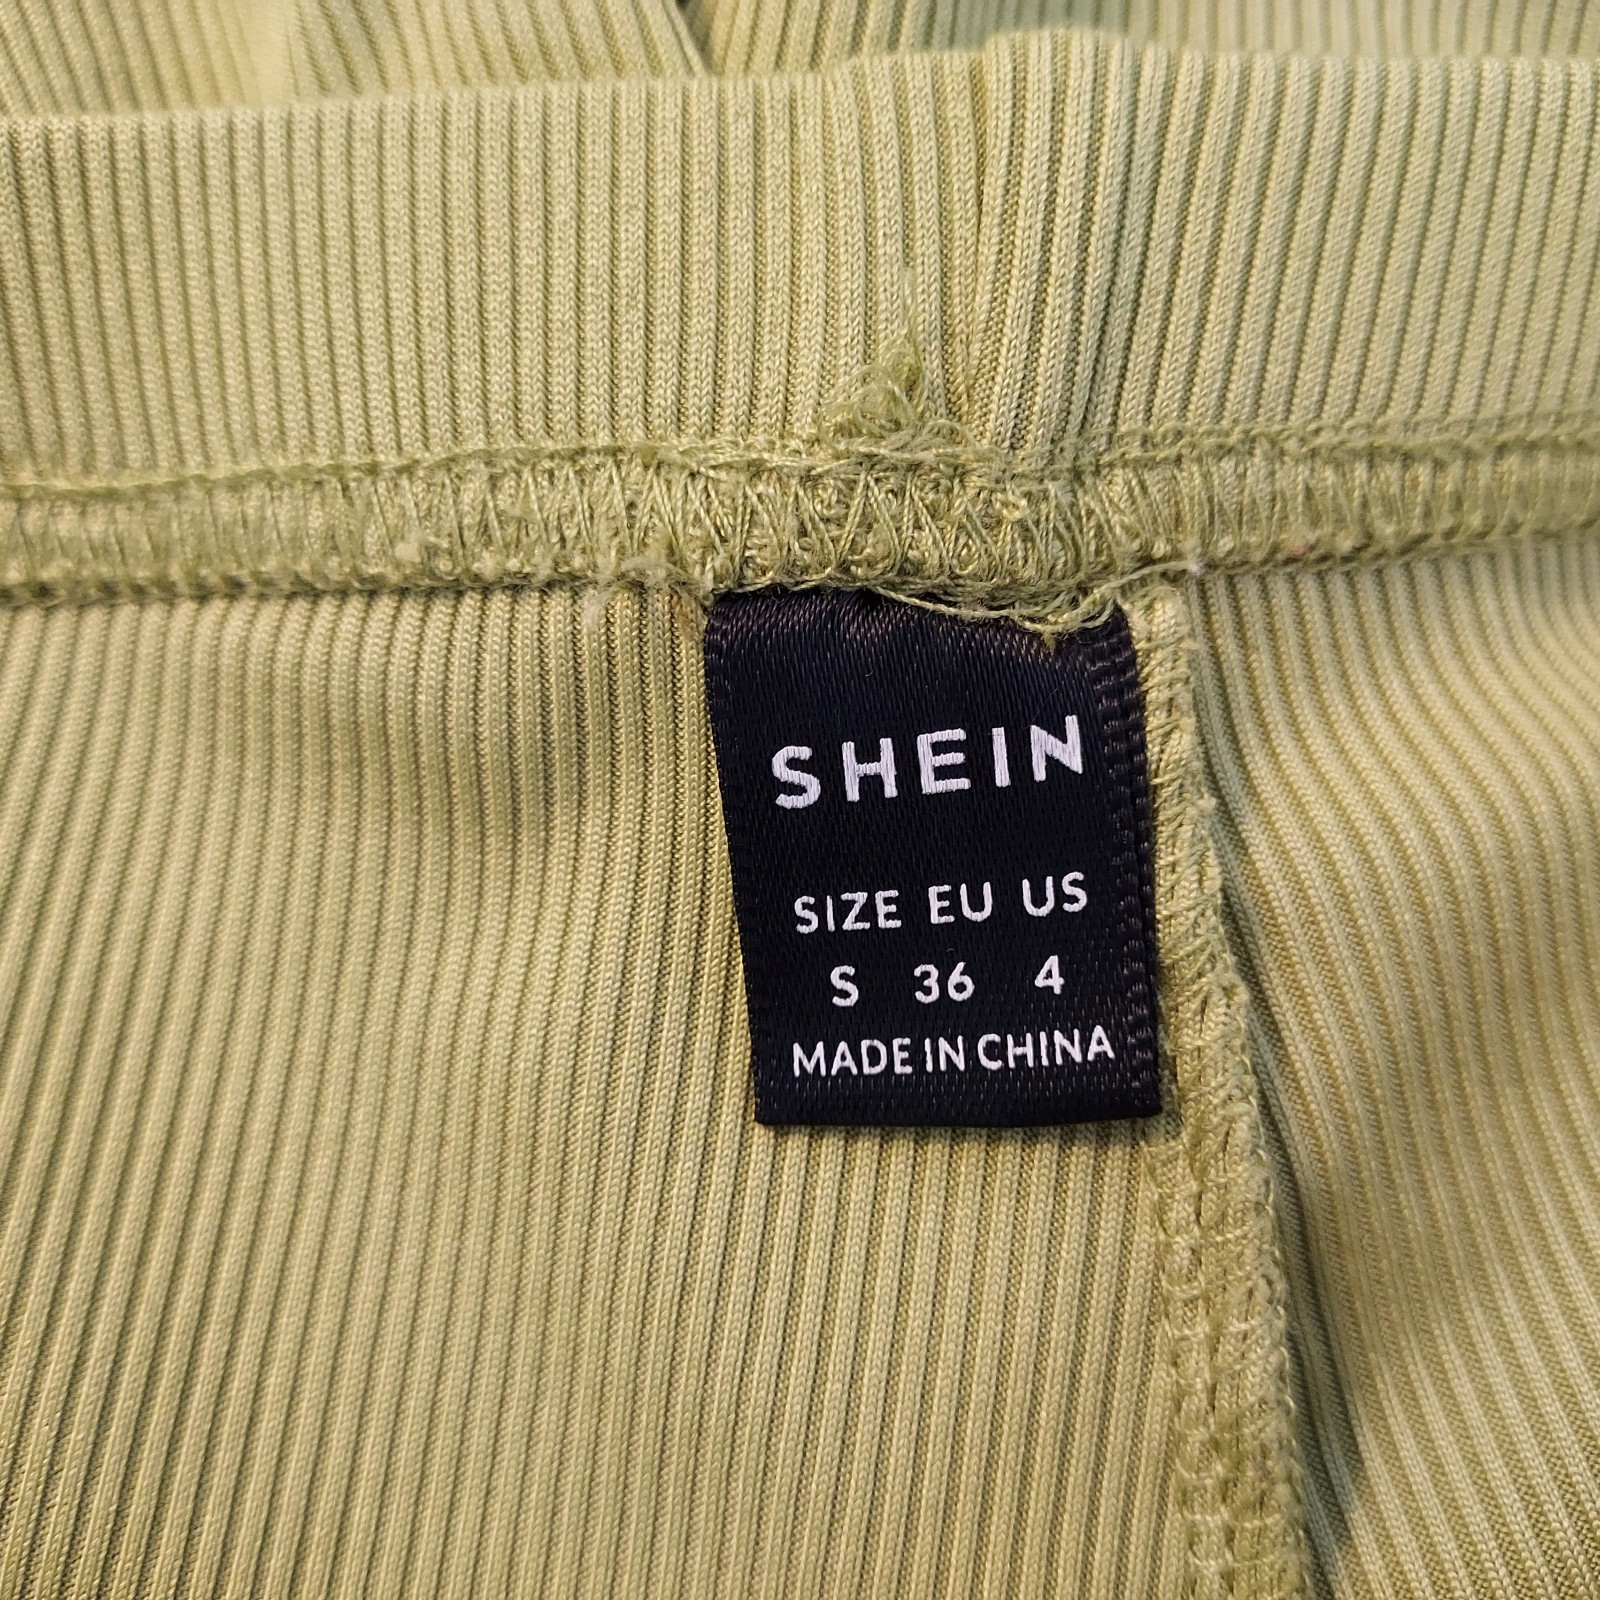 SHEIN
SIZE EU US
S 36 4
MADE IN CHINA